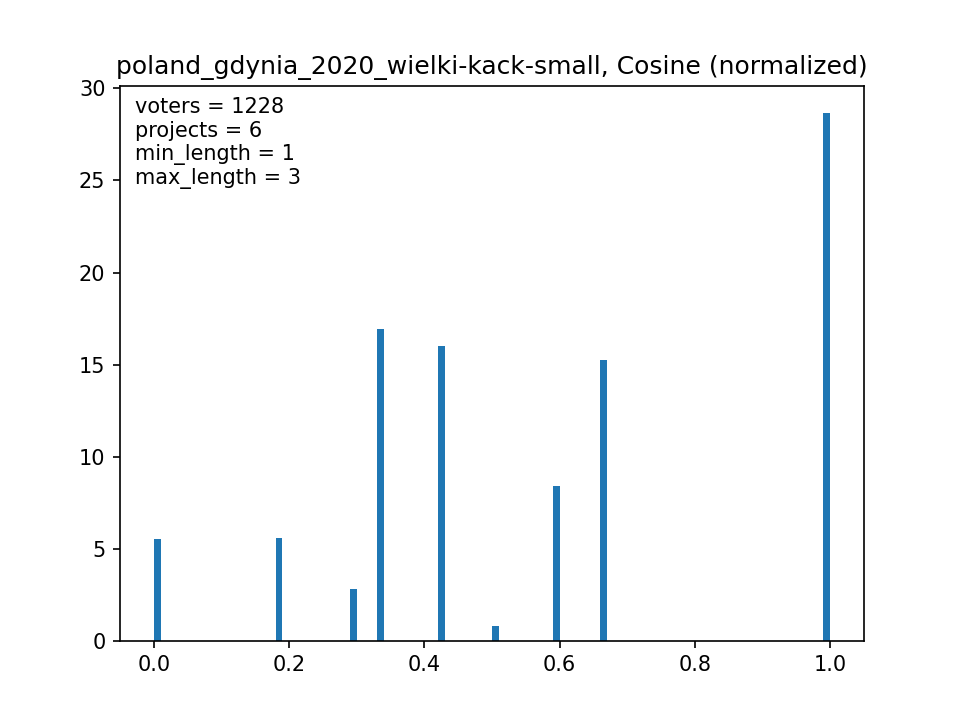 poland_gdynia_2020_wielki-kack-small, Cosine (normalized)
30
voters = 1228
projects = 6
min_length = 1
max_length = 3
25
20
15
10
5
0
0.0 0.2 0.4 0.6 0.8 1.0